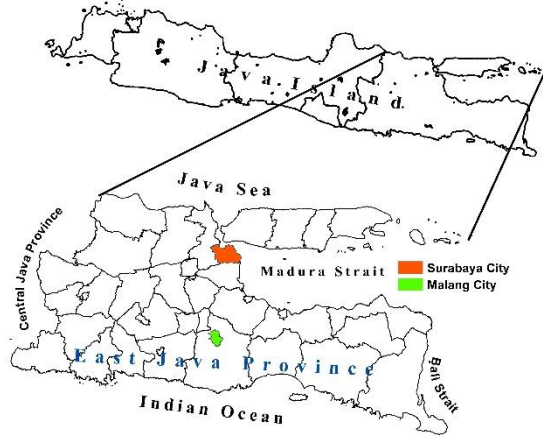 Java Island
Java Sea
Central Java Province
Madura Strait
Surabaya City
Malang City
East Java Province
Bali Strait
Indian Ocean